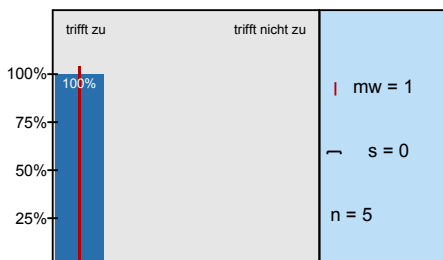 trifft zu trifft nicht zu
100%
100%
mw = 1
75%
50%
s = 0
25%
n = 5